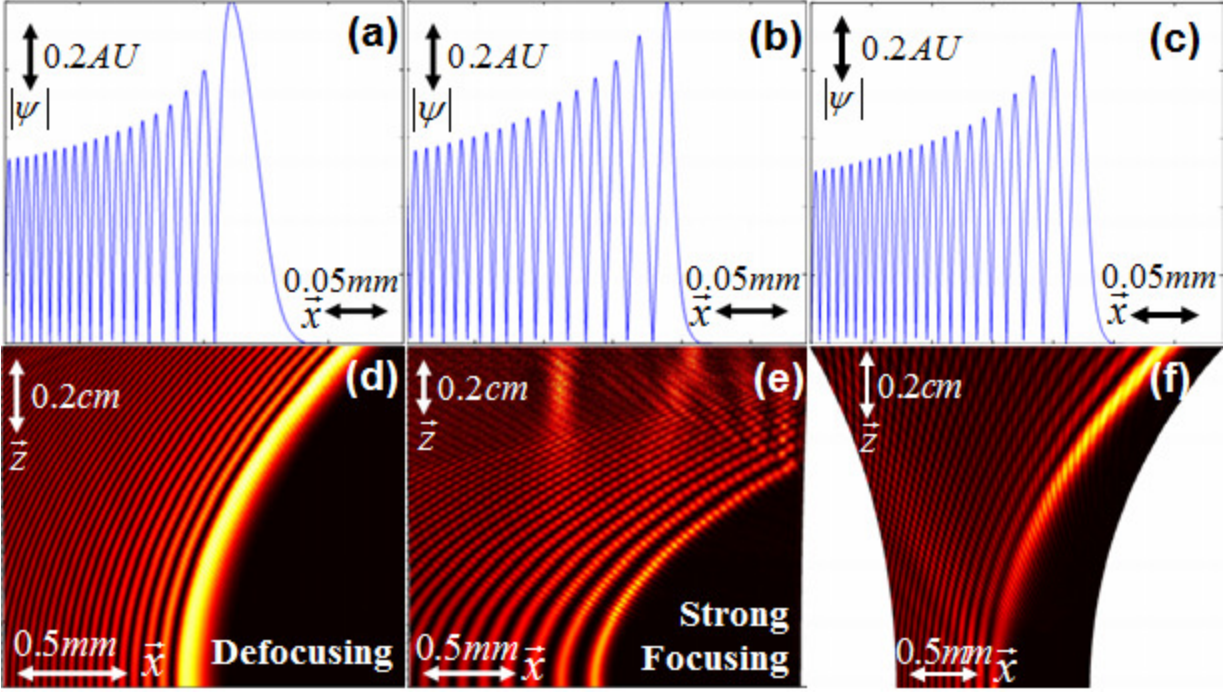 (a)
0.2AU
|ψ|
0.05mm
x⃗
(b)
0.2AU
|ψ|
0.05mm
x⃗
(c)
0.2AU
|ψ|
0.05mm
x⃗
(d)
0.2cm
z⃗
0.5mm
x⃗
Defocusing
(e)
0.2cm
z⃗
Strong
Focusing
0.5mm
x⃗
(f)
0.2cm
z⃗
0.5mm
x⃗